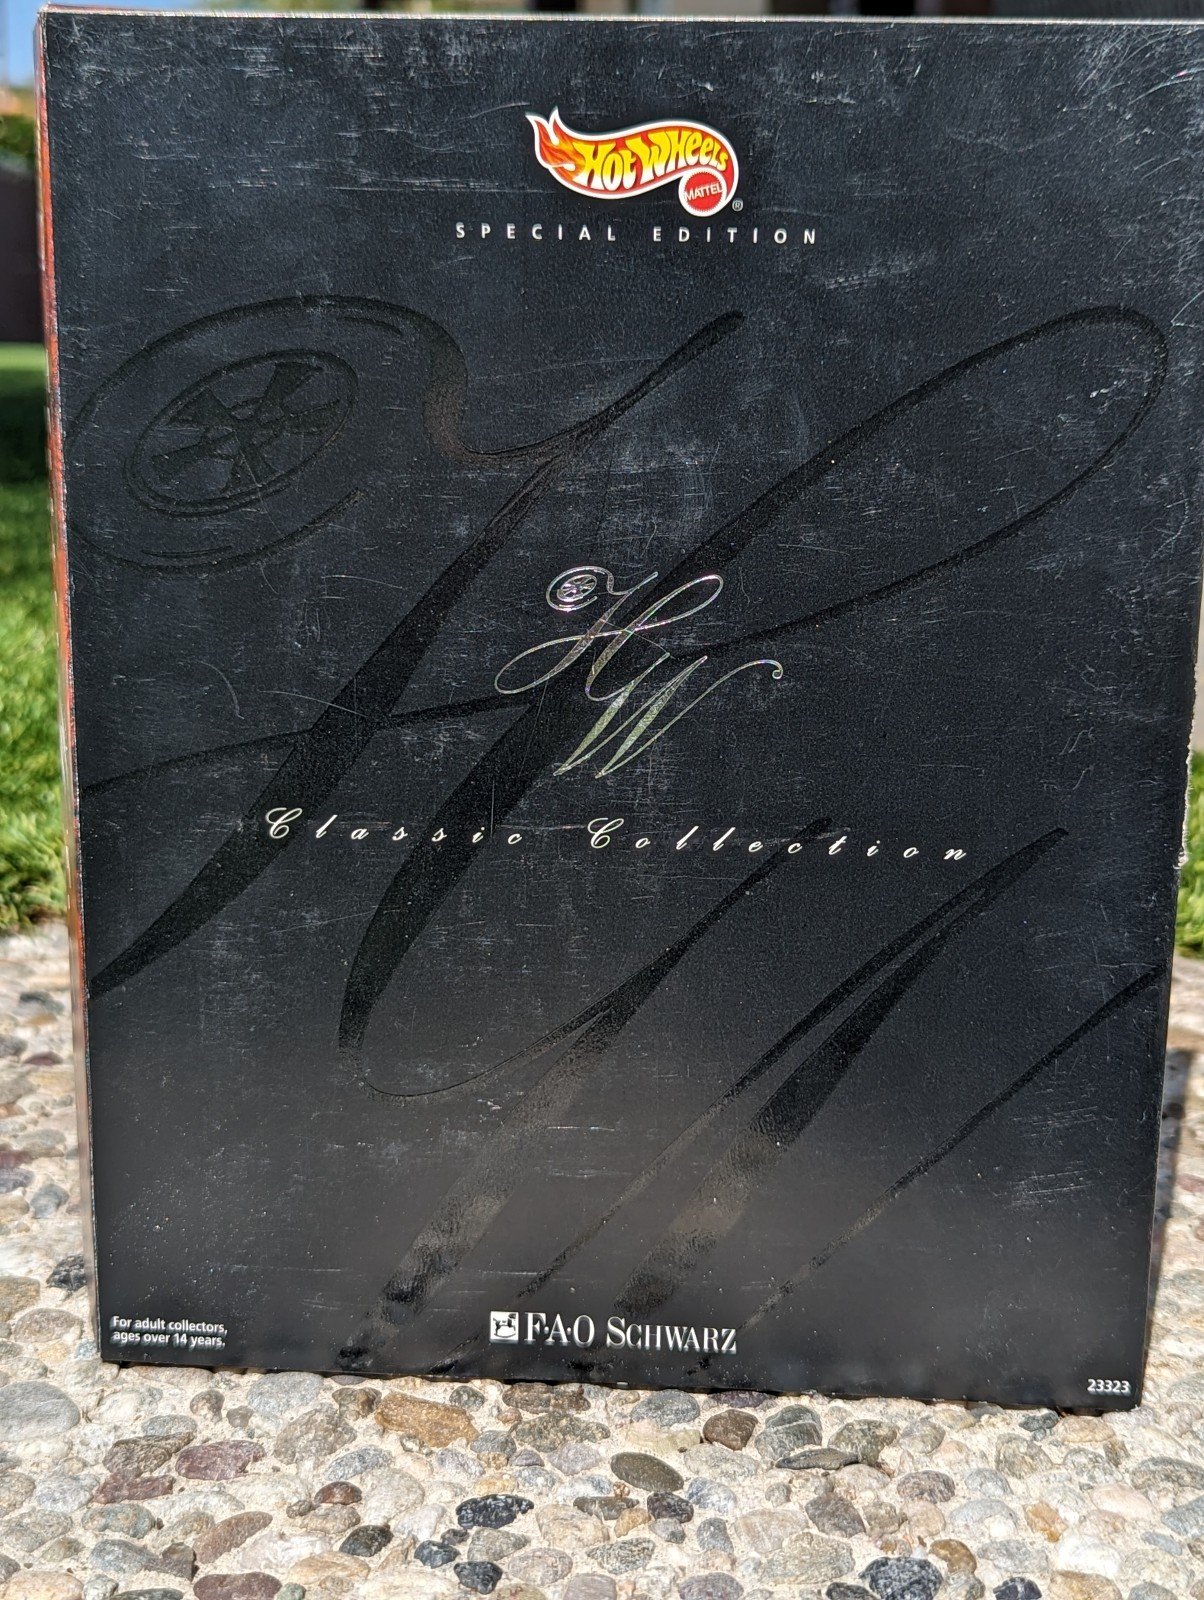 Hot Wheels
MATTEL
®
SPECIAL EDITION
HW
Classic Collection
For adult collectors,
ages over 14 years.
F·A·O SCHWARZ
23323